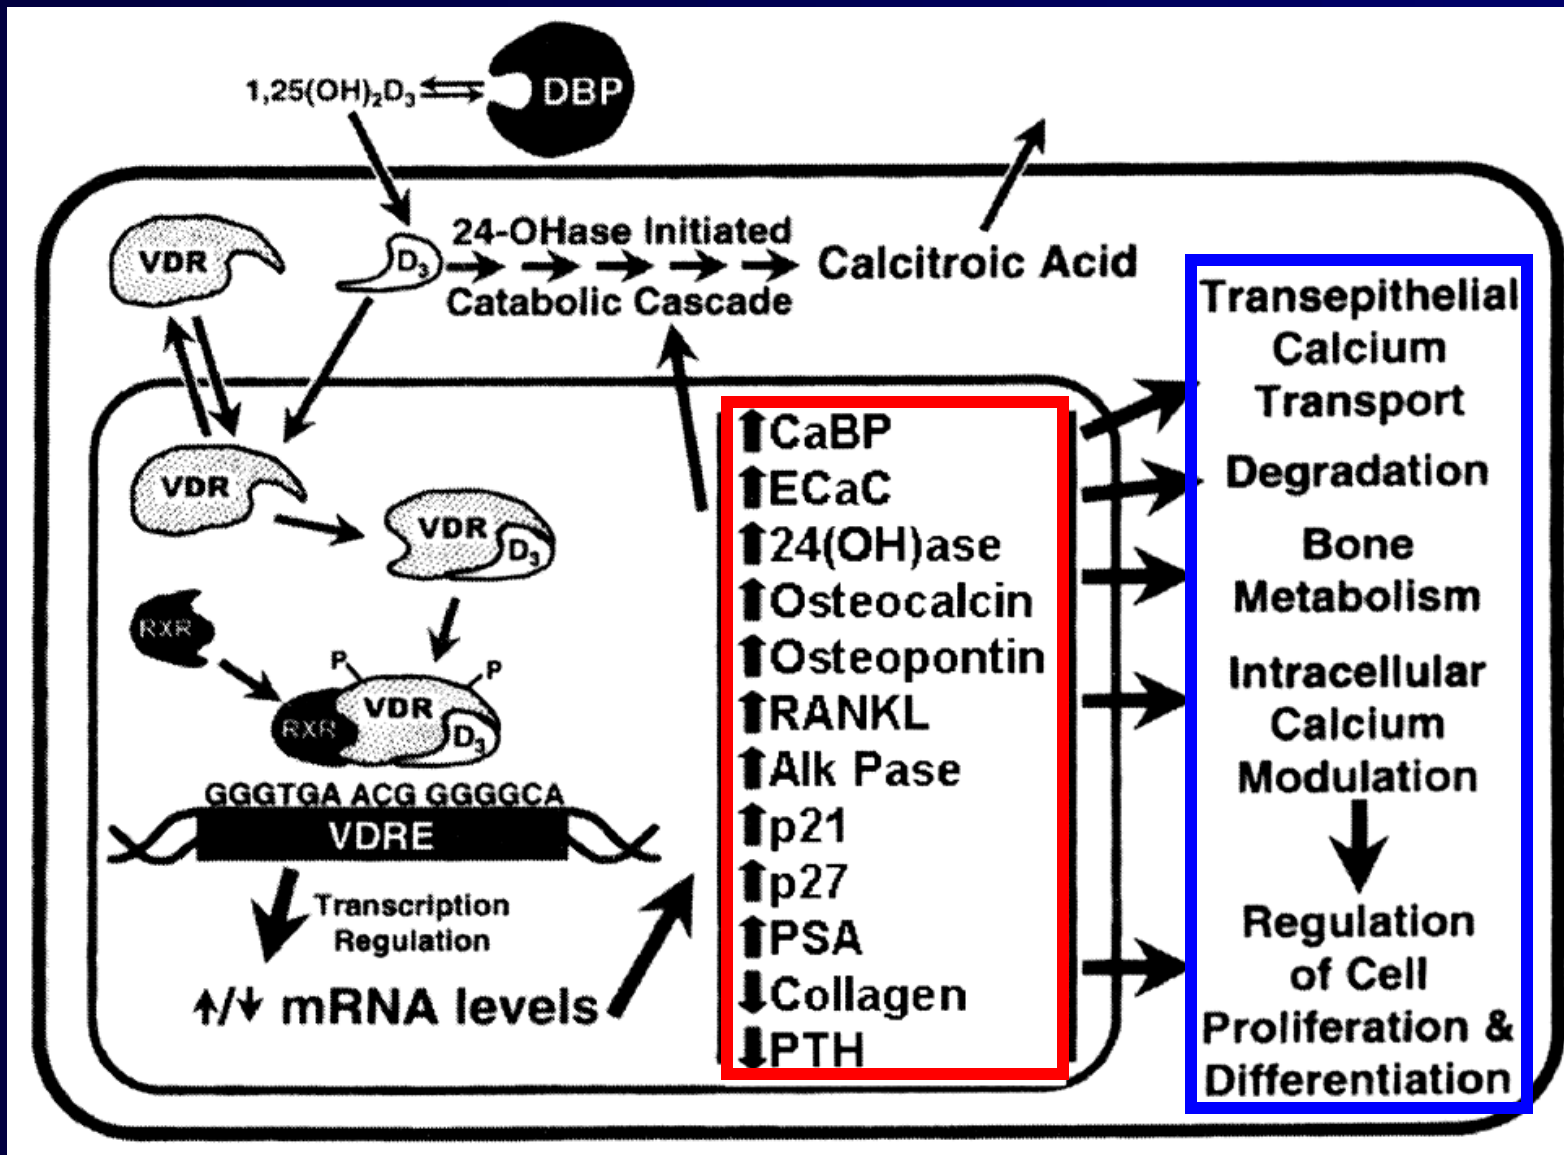 1,25(OH)₂D₃
DBP
VDR
D₃
24-OHase Initiated
Catabolic Cascade
Calcitroic Acid
VDR
VDR
D₃
RXR
P
P
RXR
VDR
D₃
GGGTGA ACG GGGGCA
VDRE
Transcription
Regulation
↑/↓ mRNA levels
↑CaBP
↑ECaC
↑24(OH)ase
↑Osteocalcin
↑Osteopontin
↑RANKL
↑Alk Pase
↑p21
↑p27
↑PSA
↓Collagen
↓PTH
Transepithelial
Calcium
Transport
Degradation
Bone
Metabolism
Intracellular
Calcium
Modulation
Regulation
of Cell
Proliferation &
Differentiation